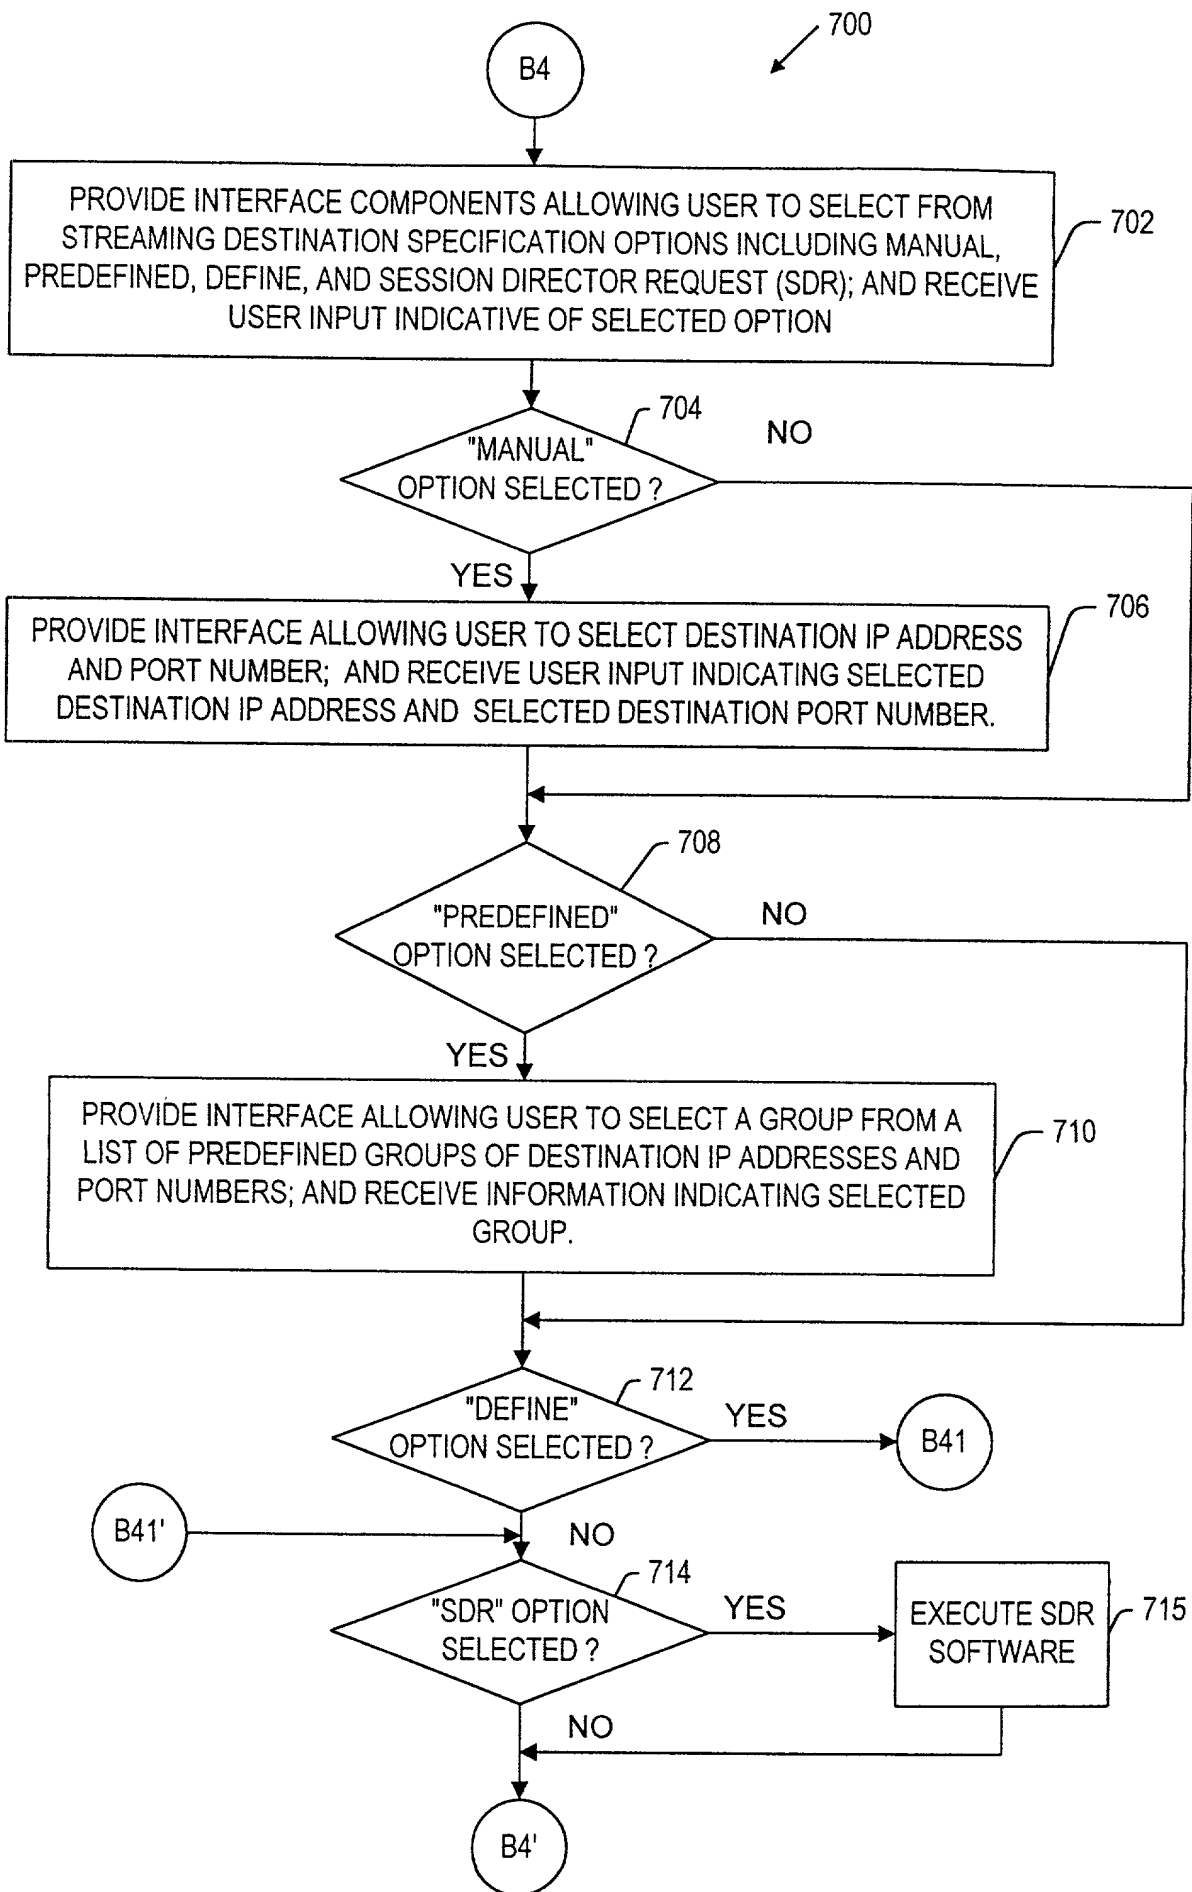 700
B4
PROVIDE INTERFACE COMPONENTS ALLOWING USER TO SELECT FROM
STREAMING DESTINATION SPECIFICATION OPTIONS INCLUDING MANUAL,
PREDEFINED, DEFINE, AND SESSION DIRECTOR REQUEST (SDR); AND RECEIVE
USER INPUT INDICATIVE OF SELECTED OPTION
702
704
NO
"MANUAL"
OPTION SELECTED ?
YES
706
PROVIDE INTERFACE ALLOWING USER TO SELECT DESTINATION IP ADDRESS
AND PORT NUMBER; AND RECEIVE USER INPUT INDICATING SELECTED
DESTINATION IP ADDRESS AND SELECTED DESTINATION PORT NUMBER.
708
"PREDEFINED"
OPTION SELECTED ?
NO
YES
PROVIDE INTERFACE ALLOWING USER TO SELECT A GROUP FROM A
LIST OF PREDEFINED GROUPS OF DESTINATION IP ADDRESSES AND
PORT NUMBERS; AND RECEIVE INFORMATION INDICATING SELECTED
GROUP.
710
712
"DEFINE"
OPTION SELECTED ?
YES
B41
B41'
NO
714
"SDR" OPTION
SELECTED ?
YES
EXECUTE SDR
SOFTWARE
715
NO
B4'